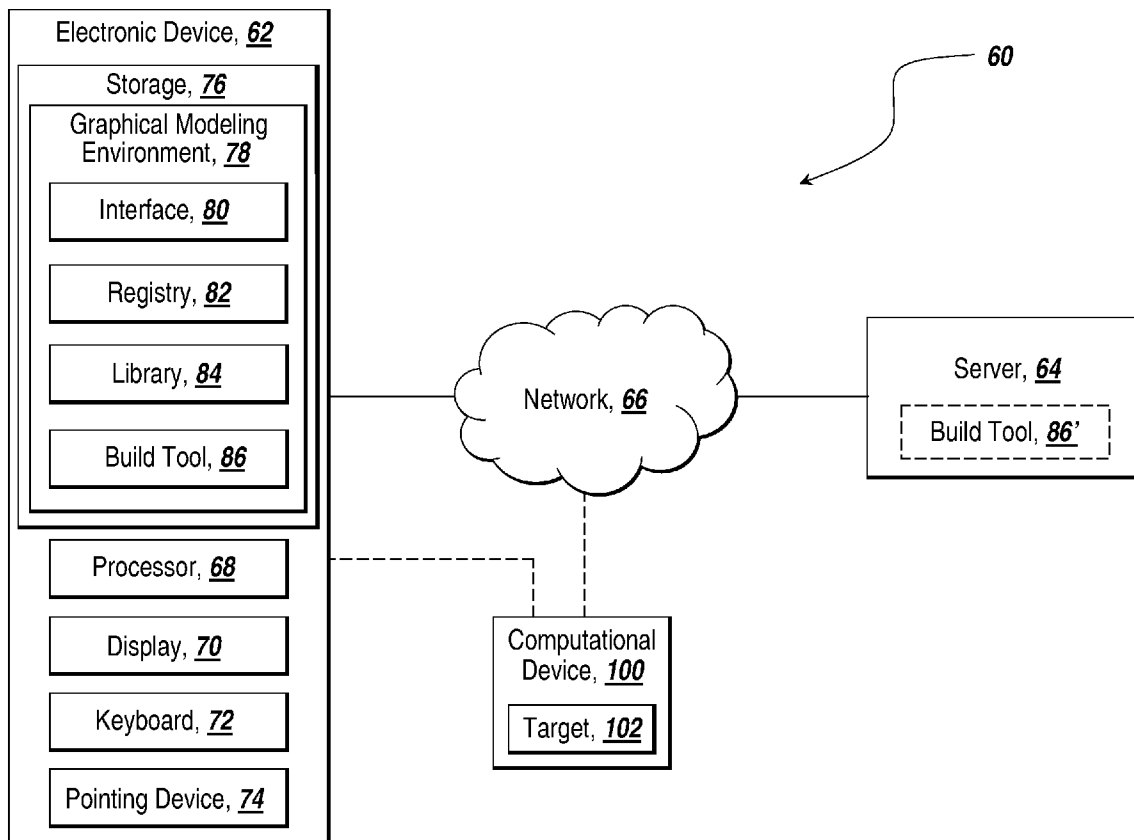 Electronic Device, 62
Storage, 76
Graphical Modeling
Environment, 78
Interface, 80
Registry, 82
Library, 84
Build Tool, 86
Processor, 68
Display, 70
Keyboard, 72
Pointing Device, 74
60
Network, 66
Server, 64
Build Tool, 86’
Computational
Device, 100
Target, 102